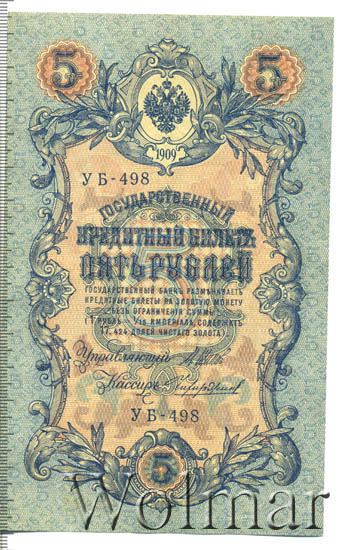 5 5
1909
УБ-498
ГОСУДАРСТВЕННЫЙ
КРЕДИТНЫЙ БИЛЕТЪ
ПЯТЬ РУБЛЕЙ
ГОСУДАРСТВЕННЫЙ БАНКЪ РАЗМѢНИВАЕТЪ
КРЕДИТНЫЕ БИЛЕТЫ НА ЗОЛОТУЮ МОНЕТУ
БЕЗЪ ОГРАНИЧЕНІЯ СУММЫ
(1 РУБЛЬ = 1/15 ИМПЕРІАЛА, СОДЕРЖИТЪ
17,424 ДОЛЕЙ ЧИСТАГО ЗОЛОТА)
Управляющій
Кассиръ
УБ-498
5
Wolmar